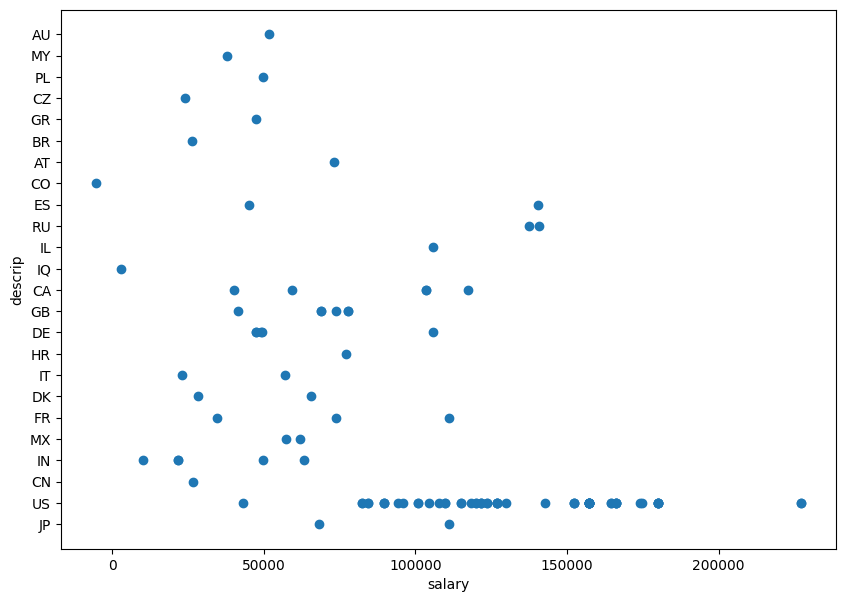 AU
MY
PL
CZ
GR
BR
AT
CO
ES
RU
IL
IQ
CA
GB
DE
HR
IT
DK
FR
MX
IN
CN
US
JP
descrip
0 50000 100000 150000 200000
salary